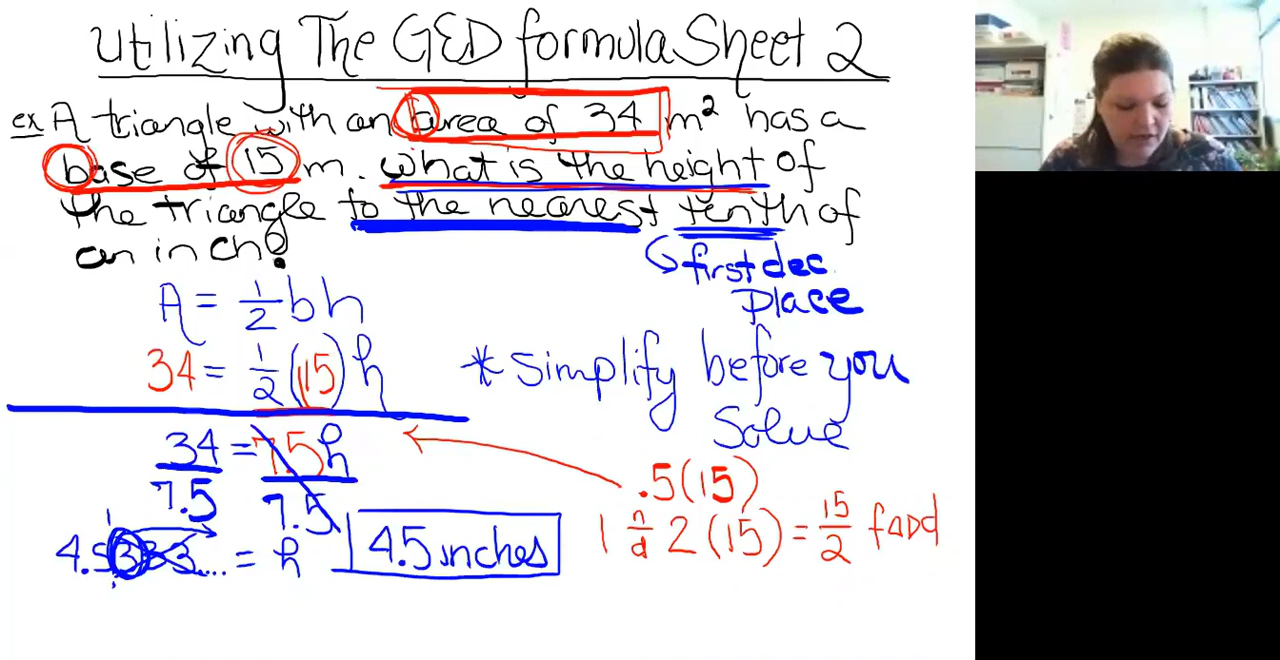 Utilizing The GED formula Sheet 2
ex A triangle with an area of 34 m² has a
base of 15 m. what is the height of
the triangle to the nearest tenth of
an inch?
first dec.
place
A = 1/2 bh
34 = 1/2 (15) h
* Simplify before you
Solve
34 = 7.5h
7.5 7.5
.5(15)
1 n/d 2 (15) = 15/2
4.5333.... = h
4.5 inches